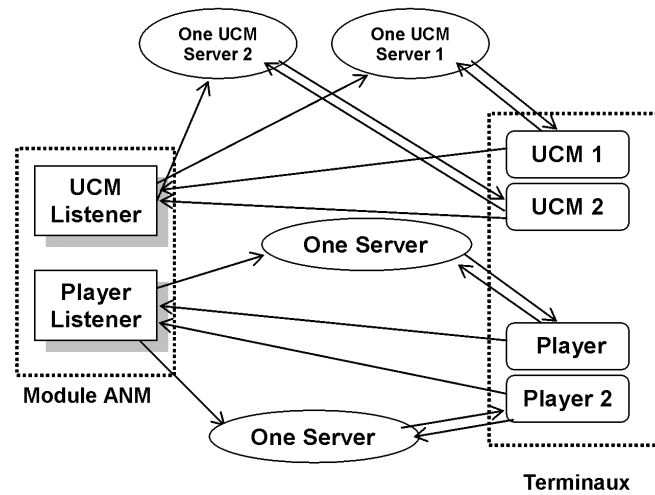 One UCM
Server 2
One UCM
Server 1
UCM
Listener
UCM 1
UCM 2
One Server
Player
Listener
Player
Player 2
Module ANM
One Server
Terminaux